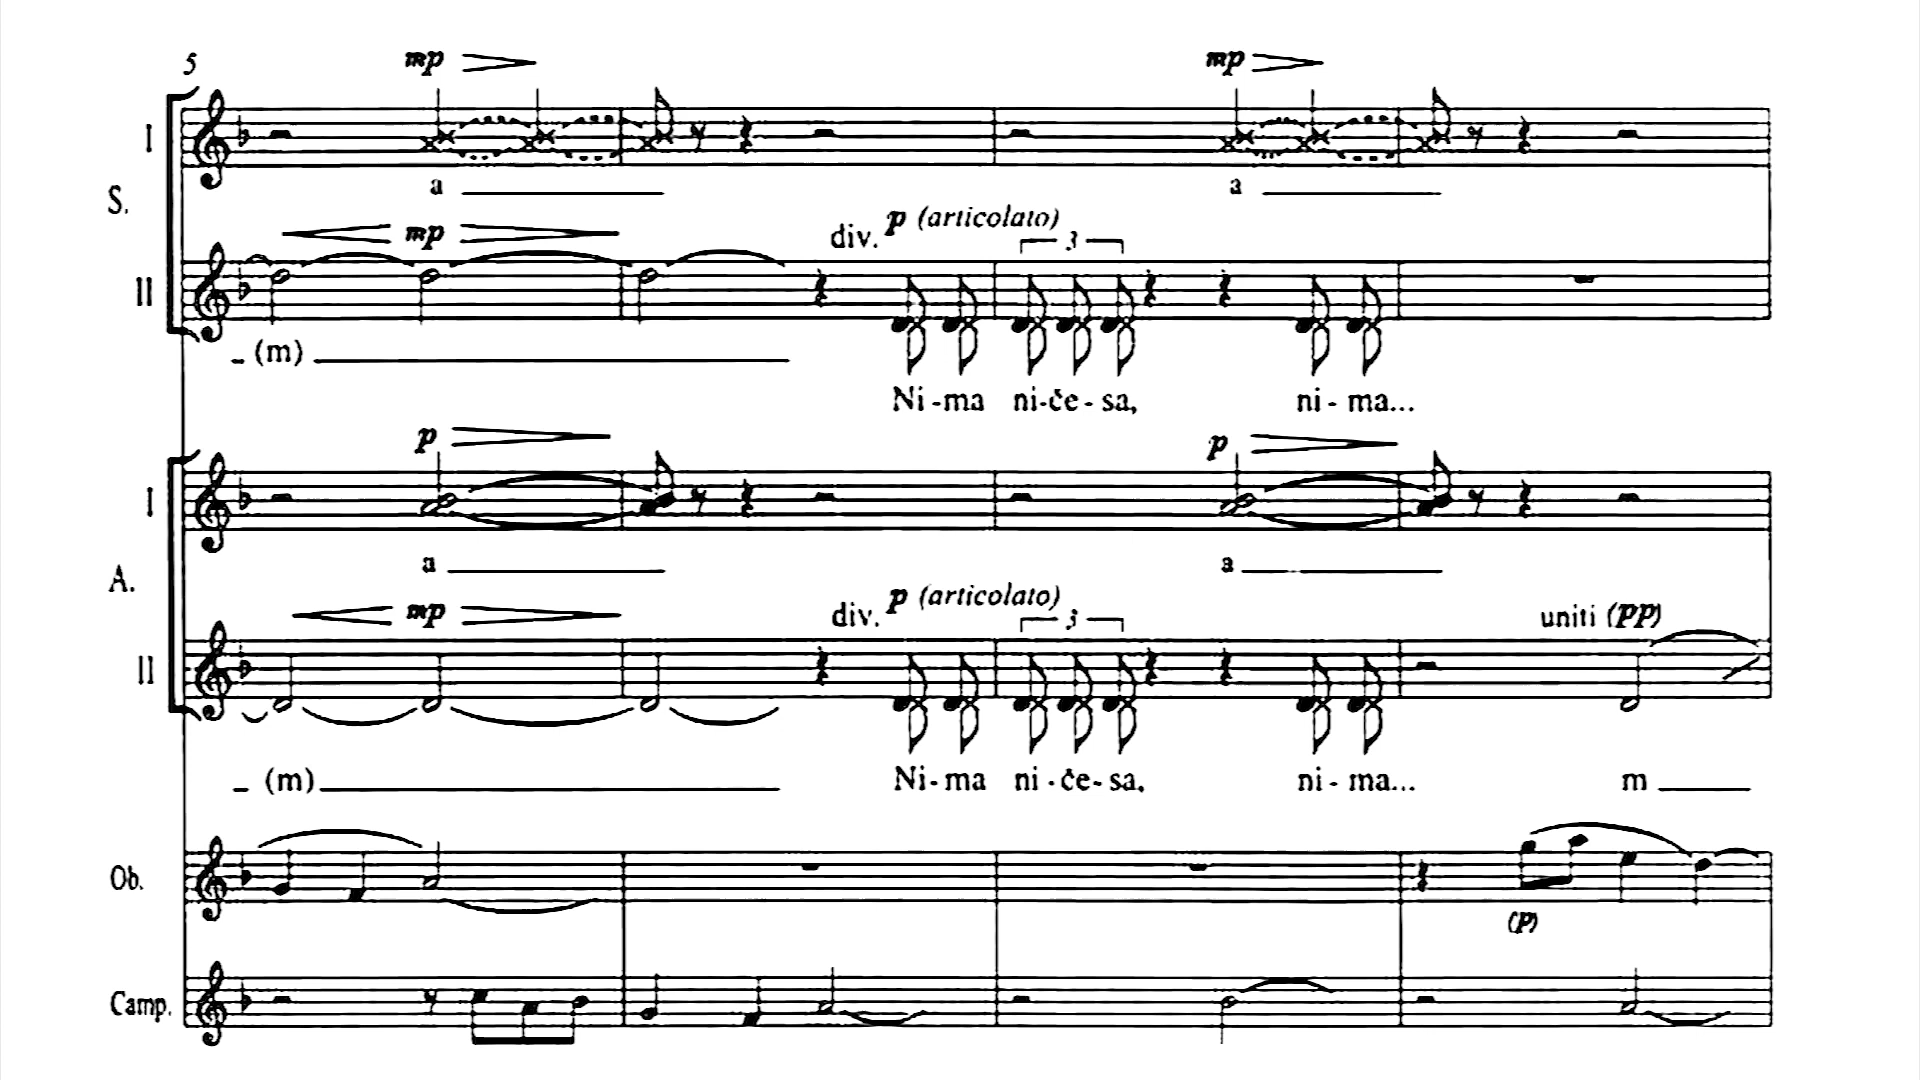 5
mp mp
I
a a
S.
mp div. p (articolato)
3
II
(m)
Ni-ma ni-če-sa, ni-ma...
p p
I
a a
A.
mp div. p (articolato) uniti (pp)
3
II
(m) Ni-ma ni-če-sa, ni-ma... m
Ob.
(p)
Camp.